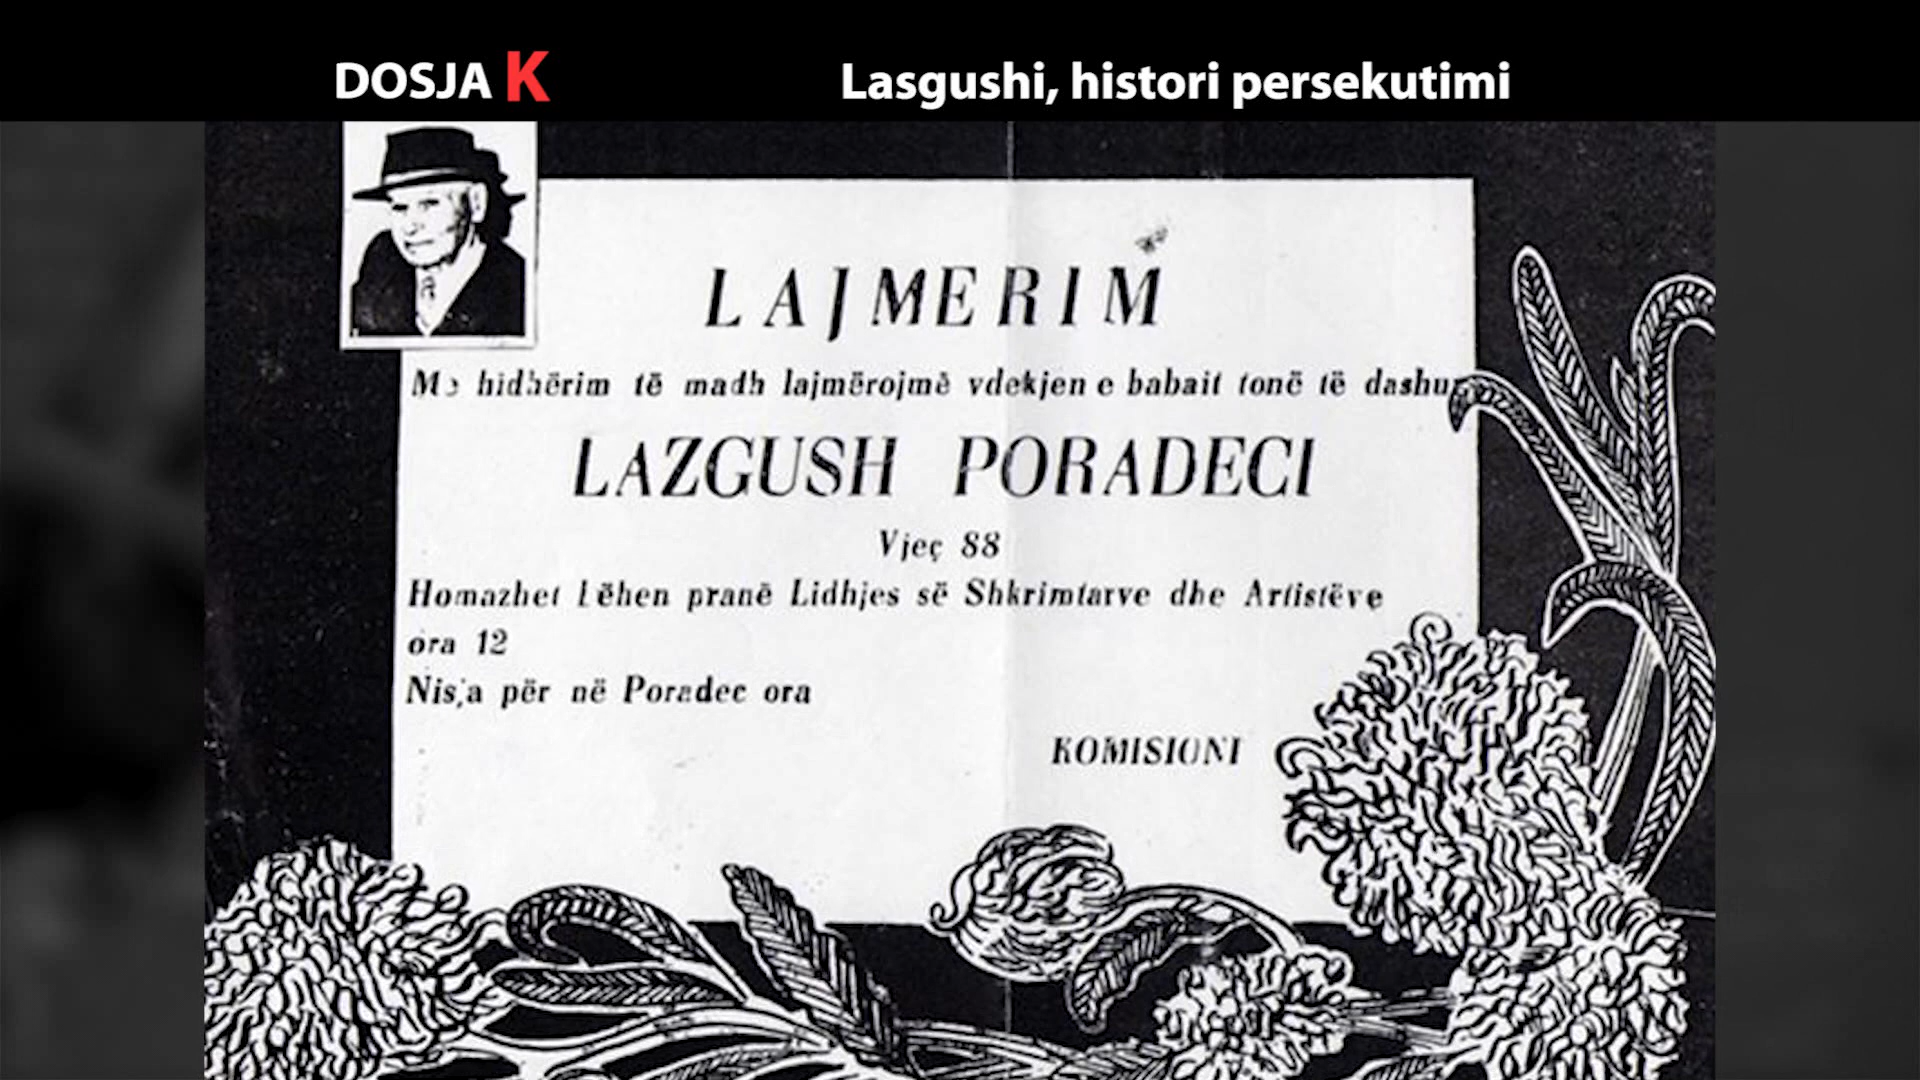 DOSJA K
Lasgushi, histori persekutimi
LAJMERIM
Me hidhërim të madh lajmërojmë vdekjen e babait tonë të dashur
LAZGUSH PORADECI
Vjeç 88
Homazhet bëhen pranë Lidhjes së Shkrimtarve dhe Artistëve
ora 12
Nisja për në Poradec ora
KOMISIONI